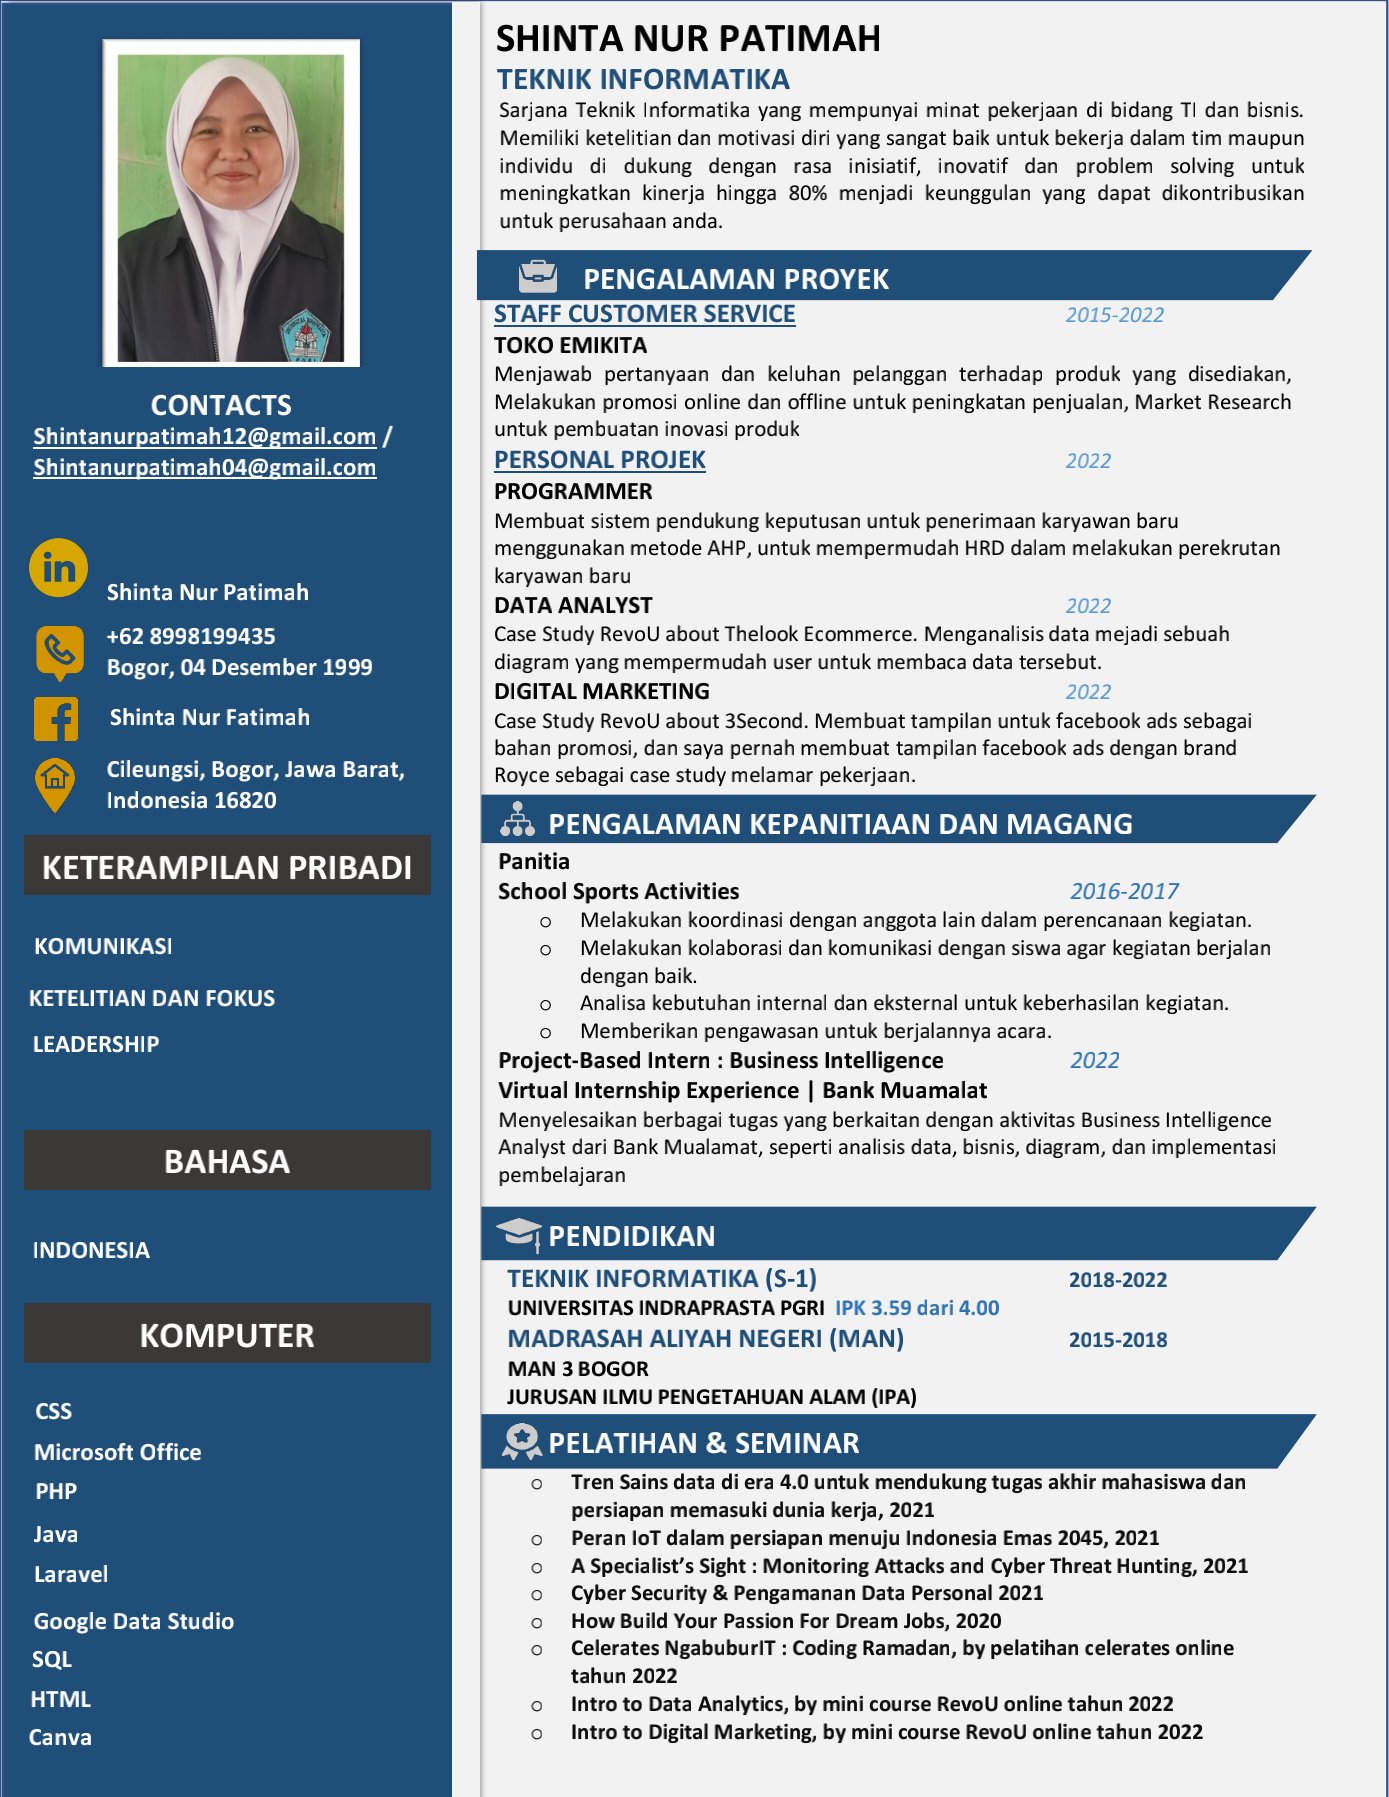 SHINTA NUR PATIMAH
TEKNIK INFORMATIKA
Sarjana Teknik Informatika yang mempunyai minat pekerjaan di bidang TI dan bisnis.
Memiliki ketelitian dan motivasi diri yang sangat baik untuk bekerja dalam tim maupun
individu di dukung dengan rasa inisiatif, inovatif dan problem solving untuk
meningkatkan kinerja hingga 80% menjadi keunggulan yang dapat dikontribusikan
untuk perusahaan anda.
CONTACTS
Shintanurpatimah12@gmail.com /
Shintanurpatimah04@gmail.com
in
Shinta Nur Patimah
+62 8998199435
Bogor, 04 Desember 1999
f
Shinta Nur Fatimah
Cileungsi, Bogor, Jawa Barat,
Indonesia 16820
KETERAMPILAN PRIBADI
KOMUNIKASI
KETELITIAN DAN FOKUS
LEADERSHIP
BAHASA
INDONESIA
KOMPUTER
CSS
Microsoft Office
PHP
Java
Laravel
Google Data Studio
SQL
HTML
Canva
PENGALAMAN PROYEK
STAFF CUSTOMER SERVICE 2015-2022
TOKO EMIKITA
Menjawab pertanyaan dan keluhan pelanggan terhadap produk yang disediakan,
Melakukan promosi online dan offline untuk peningkatan penjualan, Market Research
untuk pembuatan inovasi produk
PERSONAL PROJEK 2022
PROGRAMMER
Membuat sistem pendukung keputusan untuk penerimaan karyawan baru
menggunakan metode AHP, untuk mempermudah HRD dalam melakukan perekrutan
karyawan baru
DATA ANALYST 2022
Case Study RevoU about Thelook Ecommerce. Menganalisis data mejadi sebuah
diagram yang mempermudah user untuk membaca data tersebut.
DIGITAL MARKETING 2022
Case Study RevoU about 3Second. Membuat tampilan untuk facebook ads sebagai
bahan promosi, dan saya pernah membuat tampilan facebook ads dengan brand
Royce sebagai case study melamar pekerjaan.
PENGALAMAN KEPANITIAAN DAN MAGANG
Panitia
School Sports Activities 2016-2017
o Melakukan koordinasi dengan anggota lain dalam perencanaan kegiatan.
o Melakukan kolaborasi dan komunikasi dengan siswa agar kegiatan berjalan
dengan baik.
o Analisa kebutuhan internal dan eksternal untuk keberhasilan kegiatan.
o Memberikan pengawasan untuk berjalannya acara.
Project-Based Intern : Business Intelligence 2022
Virtual Internship Experience | Bank Muamalat
Menyelesaikan berbagai tugas yang berkaitan dengan aktivitas Business Intelligence
Analyst dari Bank Mualamat, seperti analisis data, bisnis, diagram, dan implementasi
pembelajaran
PENDIDIKAN
TEKNIK INFORMATIKA (S-1) 2018-2022
UNIVERSITAS INDRAPRASTA PGRI IPK 3.59 dari 4.00
MADRASAH ALIYAH NEGERI (MAN) 2015-2018
MAN 3 BOGOR
JURUSAN ILMU PENGETAHUAN ALAM (IPA)
PELATIHAN & SEMINAR
o Tren Sains data di era 4.0 untuk mendukung tugas akhir mahasiswa dan
persiapan memasuki dunia kerja, 2021
o Peran IoT dalam persiapan menuju Indonesia Emas 2045, 2021
o A Specialist’s Sight : Monitoring Attacks and Cyber Threat Hunting, 2021
o Cyber Security & Pengamanan Data Personal 2021
o How Build Your Passion For Dream Jobs, 2020
o Celerates NgabuburIT : Coding Ramadan, by pelatihan celerates online
tahun 2022
o Intro to Data Analytics, by mini course RevoU online tahun 2022
o Intro to Digital Marketing, by mini course RevoU online tahun 2022